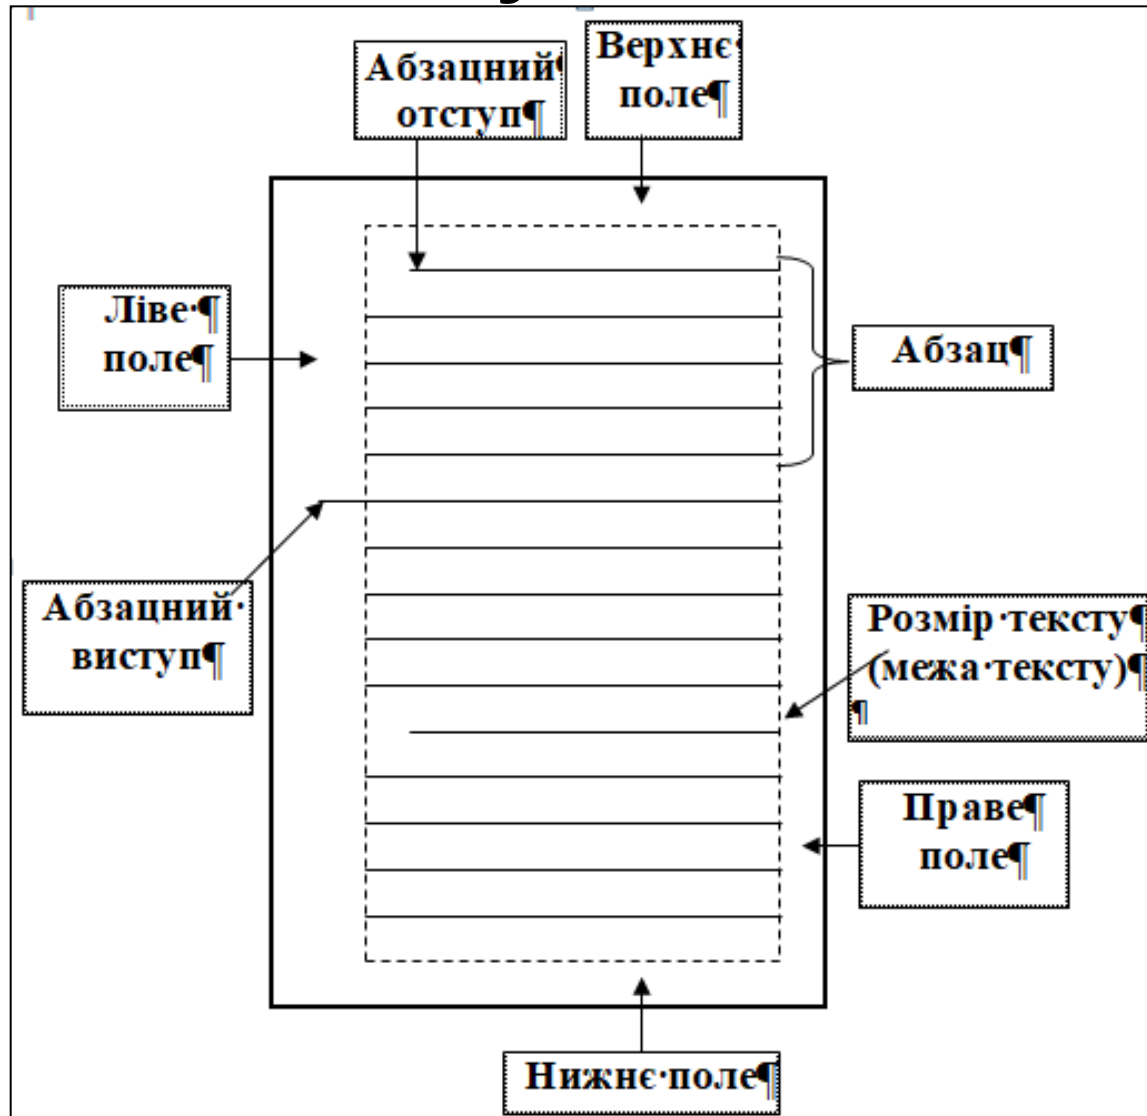 Абзацний
отступ¶
Верхнє·
поле¶
Ліве·¶
поле¶
Абзац¶
Абзацний·
виступ¶
Розмір·тексту¶
(межа·тексту)¶
¶
Праве¶
поле¶
Нижнє·поле¶